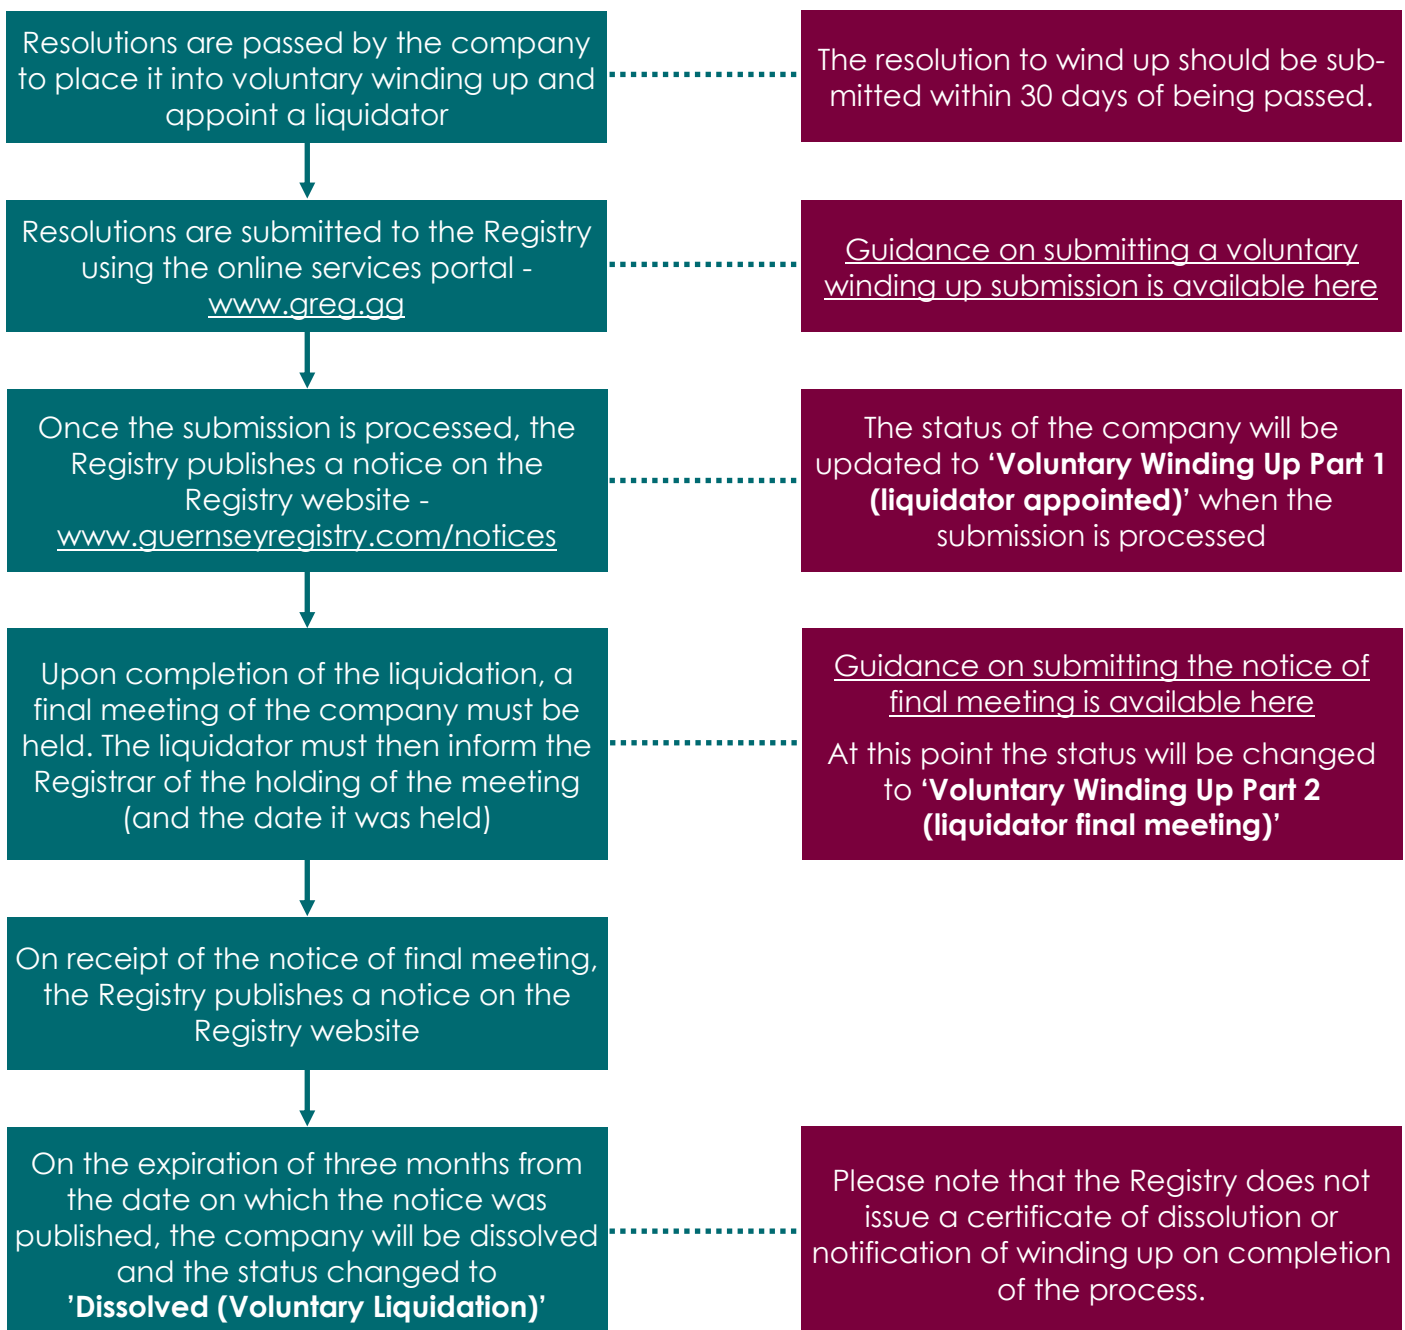 Resolutions are passed by the company
to place it into voluntary winding up and
appoint a liquidator
The resolution to wind up should be sub-
mitted within 30 days of being passed.
Resolutions are submitted to the Registry
using the online services portal -
www.greg.gg
Guidance on submitting a voluntary
winding up submission is available here
Once the submission is processed, the
Registry publishes a notice on the
Registry website -
www.guernseyregistry.com/notices
The status of the company will be
updated to ‘Voluntary Winding Up Part 1
(liquidator appointed)’ when the
submission is processed
Upon completion of the liquidation, a
final meeting of the company must be
held. The liquidator must then inform the
Registrar of the holding of the meeting
(and the date it was held)
Guidance on submitting the notice of
final meeting is available here
At this point the status will be changed
to ‘Voluntary Winding Up Part 2
(liquidator final meeting)’
On receipt of the notice of final meeting,
the Registry publishes a notice on the
Registry website
On the expiration of three months from
the date on which the notice was
published, the company will be dissolved
and the status changed to
’Dissolved (Voluntary Liquidation)’
Please note that the Registry does not
issue a certificate of dissolution or
notification of winding up on completion
of the process.